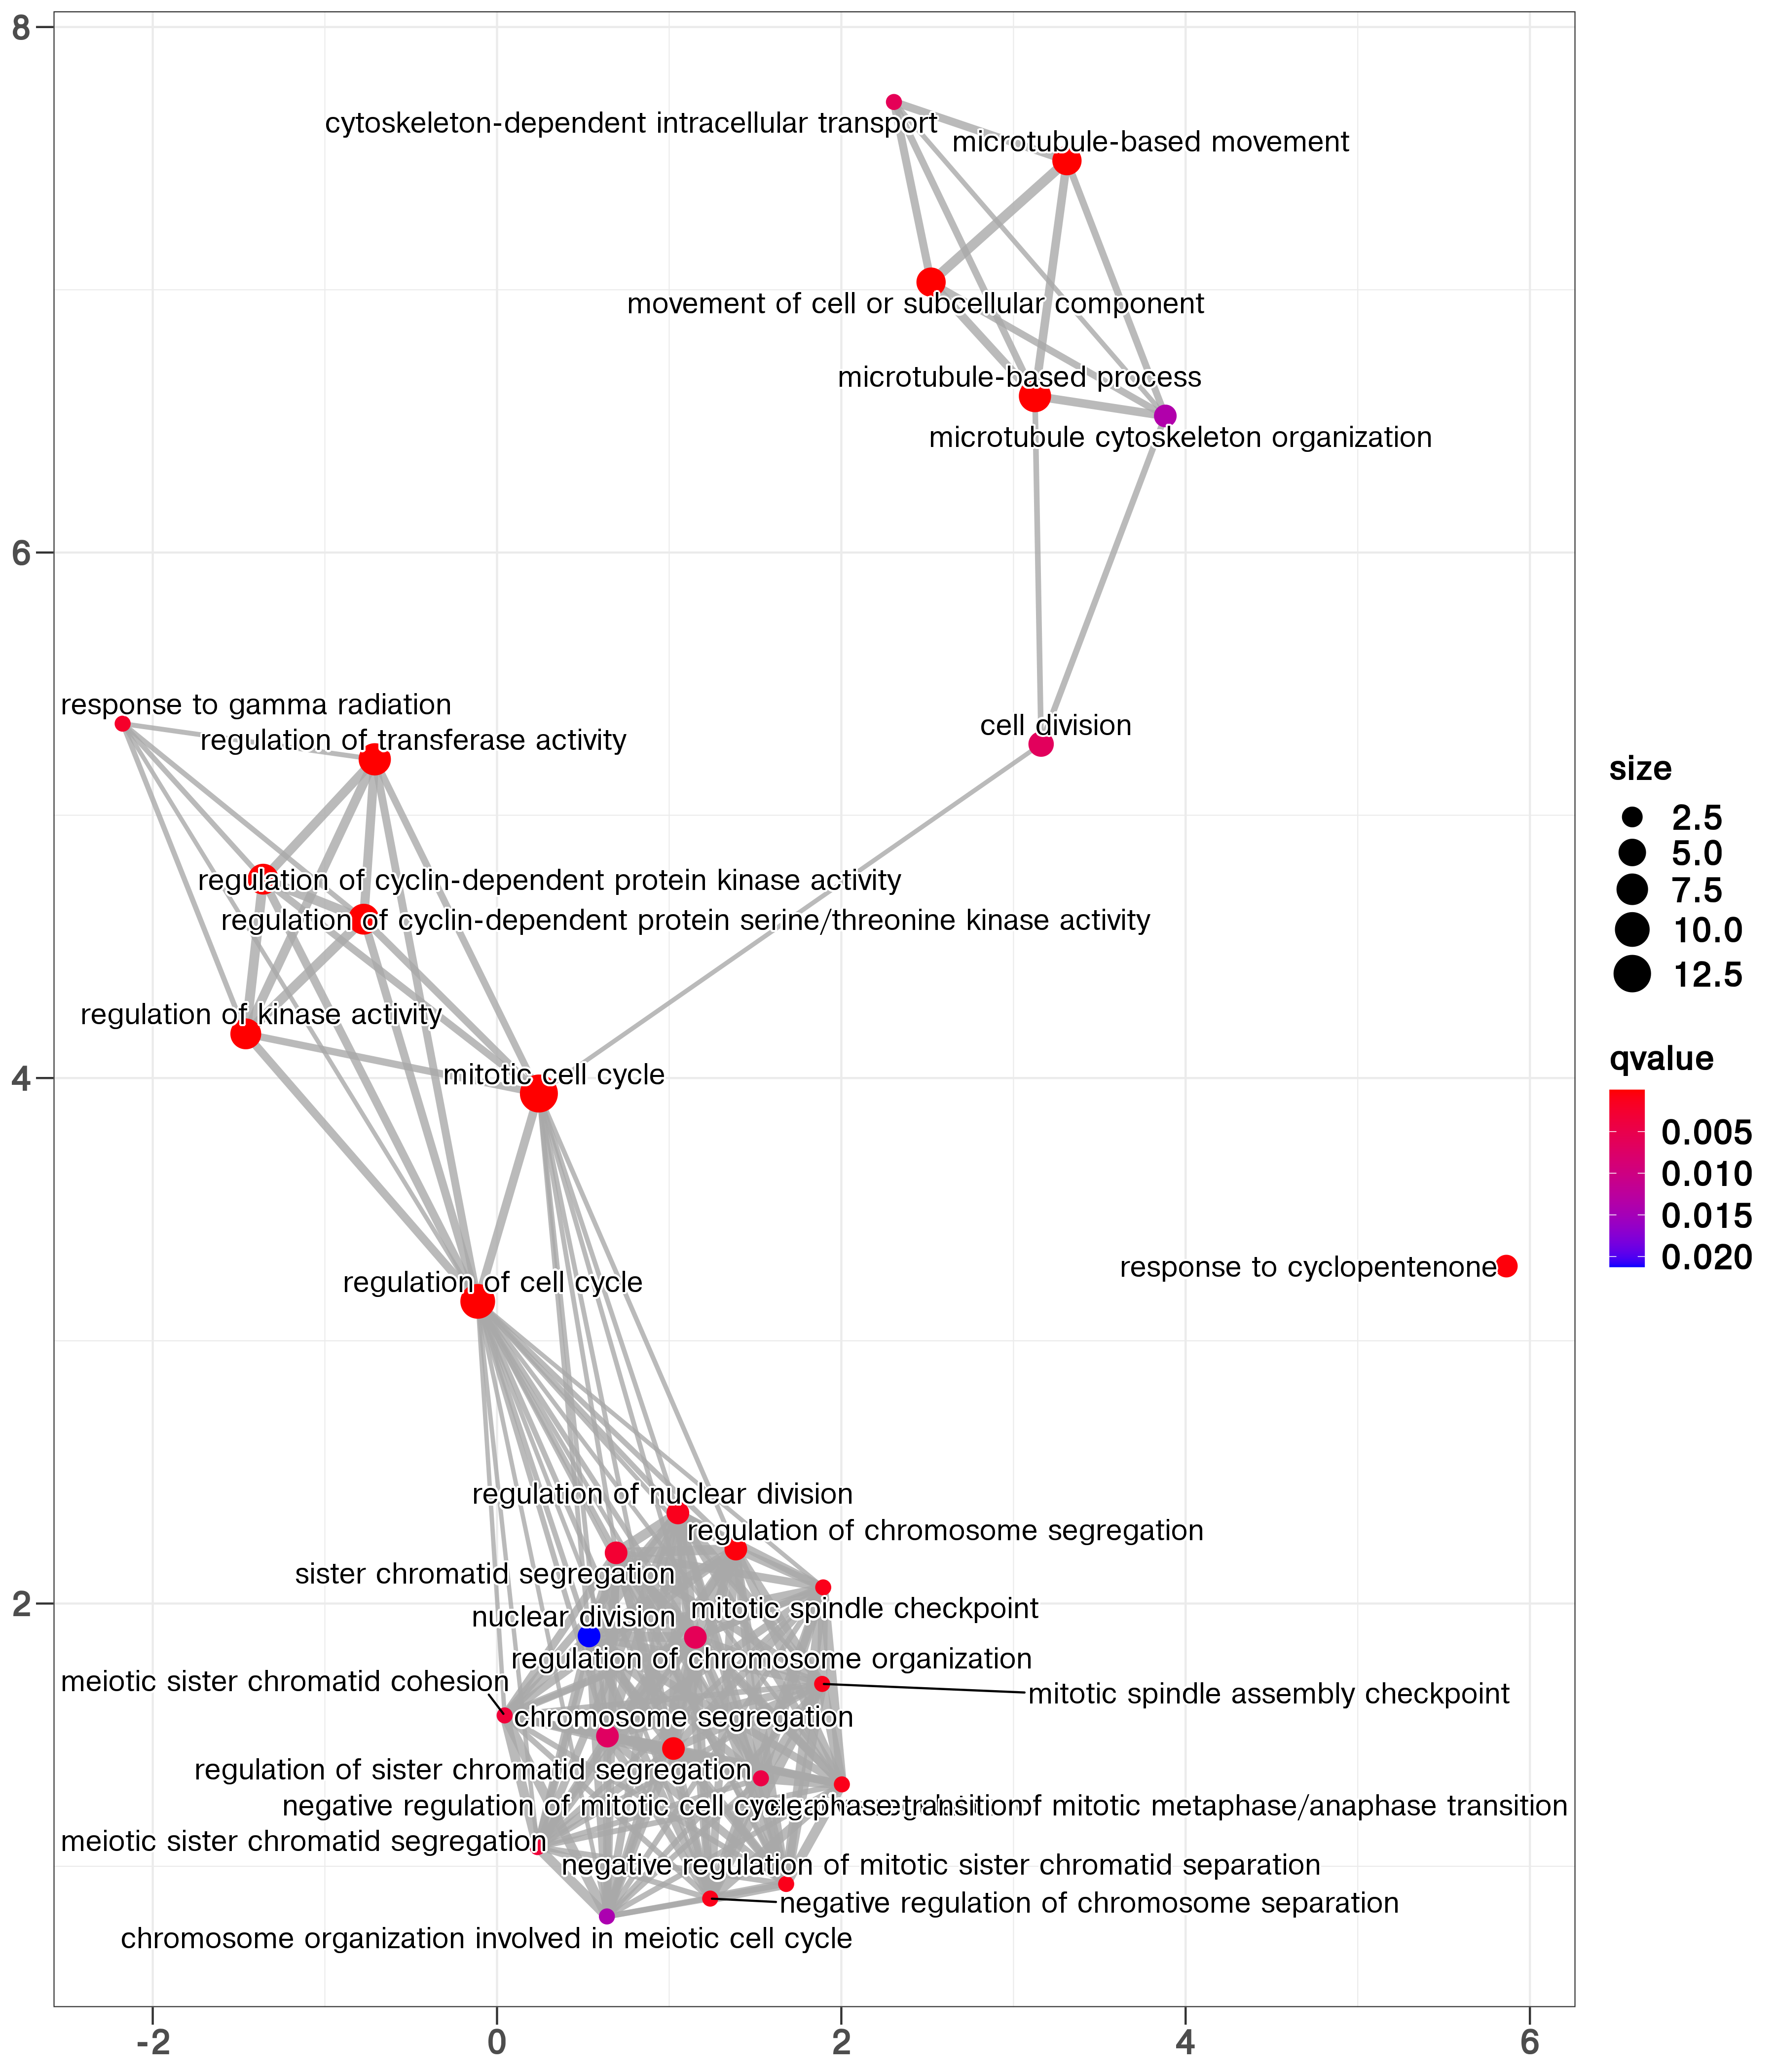 8
cytoskeleton-dependent intracellular transport
microtubule-based movement
movement of cell or subcellular component
microtubule-based process
microtubule cytoskeleton organization
6
response to gamma radiation
cell division
regulation of transferase activity
size
2.5
5.0
7.5
10.0
12.5
regulation of cyclin-dependent protein kinase activity
regulation of cyclin-dependent protein serine/threonine kinase activity
regulation of kinase activity
mitotic cell cycle
4
qvalue
0.005
0.010
0.015
0.020
response to cyclopentenone
regulation of cell cycle
regulation of nuclear division
regulation of chromosome segregation
sister chromatid segregation
2
mitotic spindle checkpoint
nuclear division
regulation of chromosome organization
meiotic sister chromatid cohesion
mitotic spindle assembly checkpoint
chromosome segregation
regulation of sister chromatid segregation
negative regulation of mitotic cell cycle phase transition
of mitotic metaphase/anaphase transition
meiotic sister chromatid segregation
negative regulation of mitotic sister chromatid separation
negative regulation of chromosome separation
chromosome organization involved in meiotic cell cycle
-2
0
2
4
6